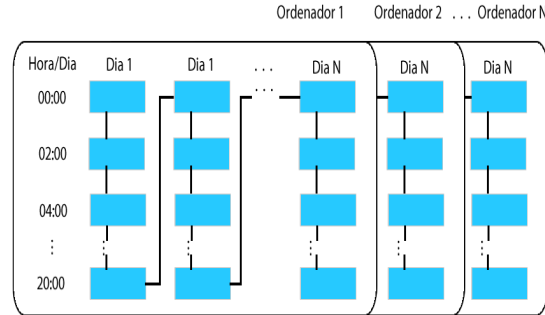 Ordenador 1 Ordenador 2 ... Ordenador N
Hora/Dia Dia 1 Dia 1 ... Dia N Dia N Dia N
00:00 ...
02:00
04:00
⋮ ⋮ ⋮ ⋮ ⋮ ⋮
20:00